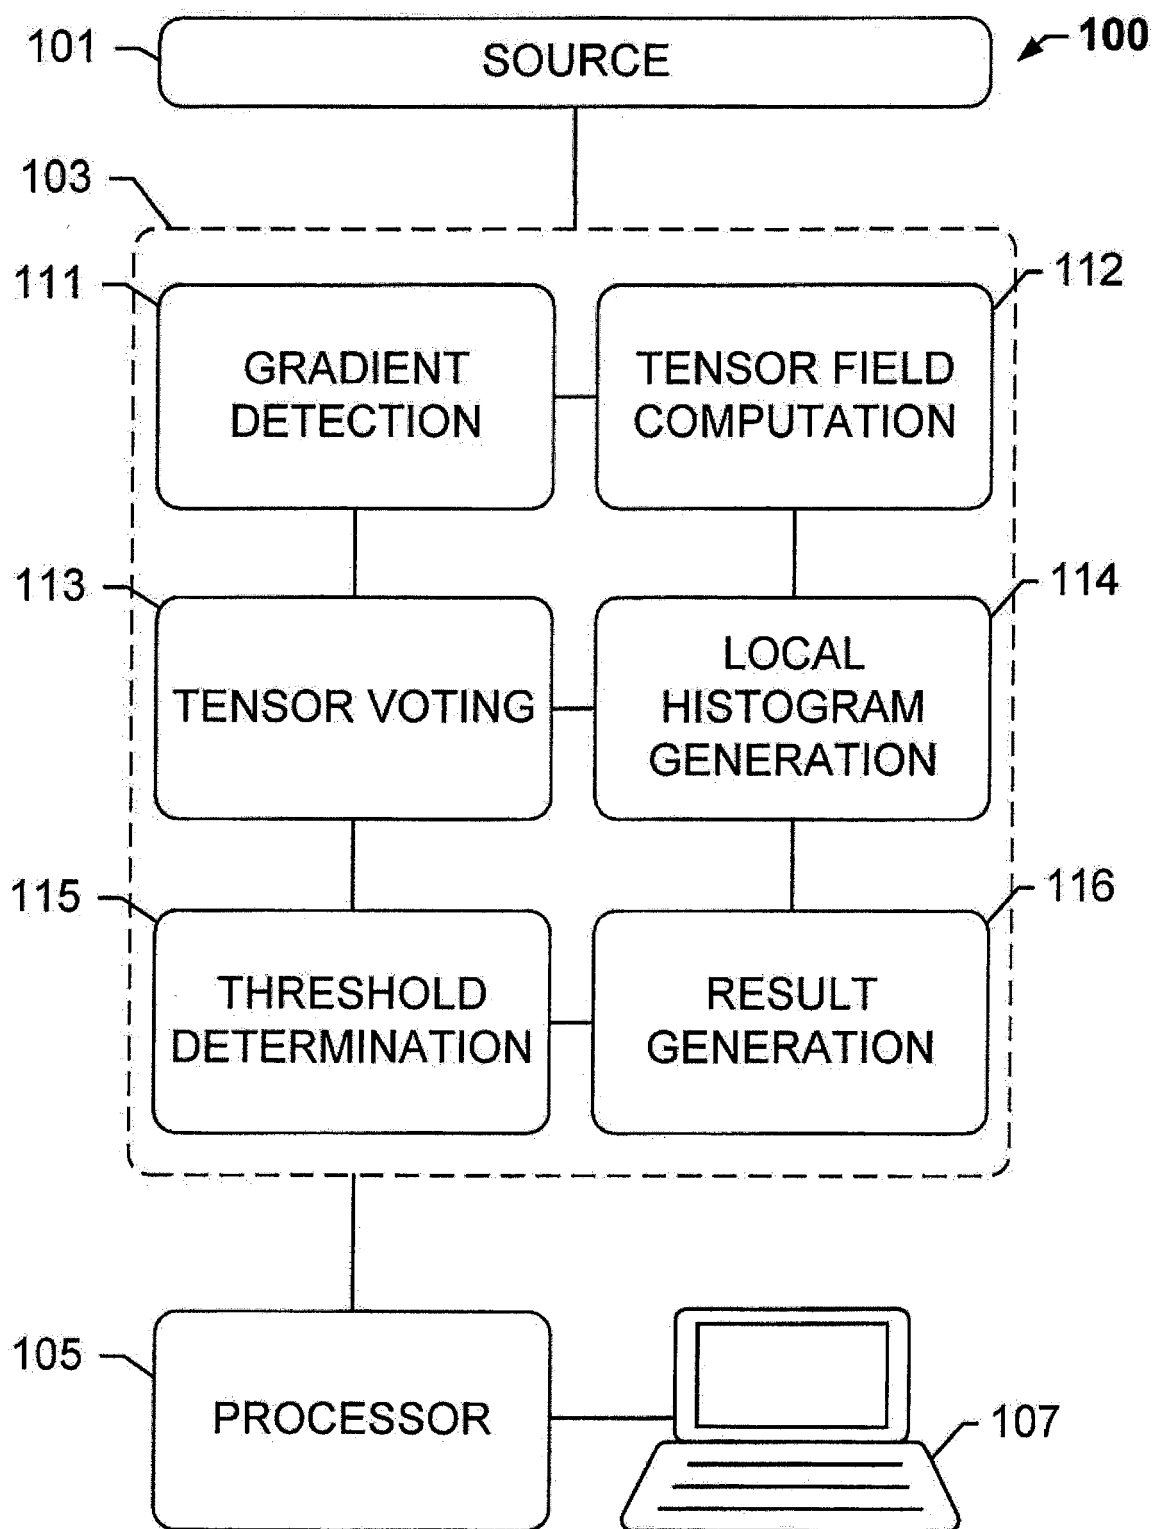 101
SOURCE
100
103
111
112
GRADIENT
DETECTION
TENSOR FIELD
COMPUTATION
113
114
TENSOR VOTING
LOCAL
HISTOGRAM
GENERATION
115
116
THRESHOLD
DETERMINATION
RESULT
GENERATION
105
PROCESSOR
107